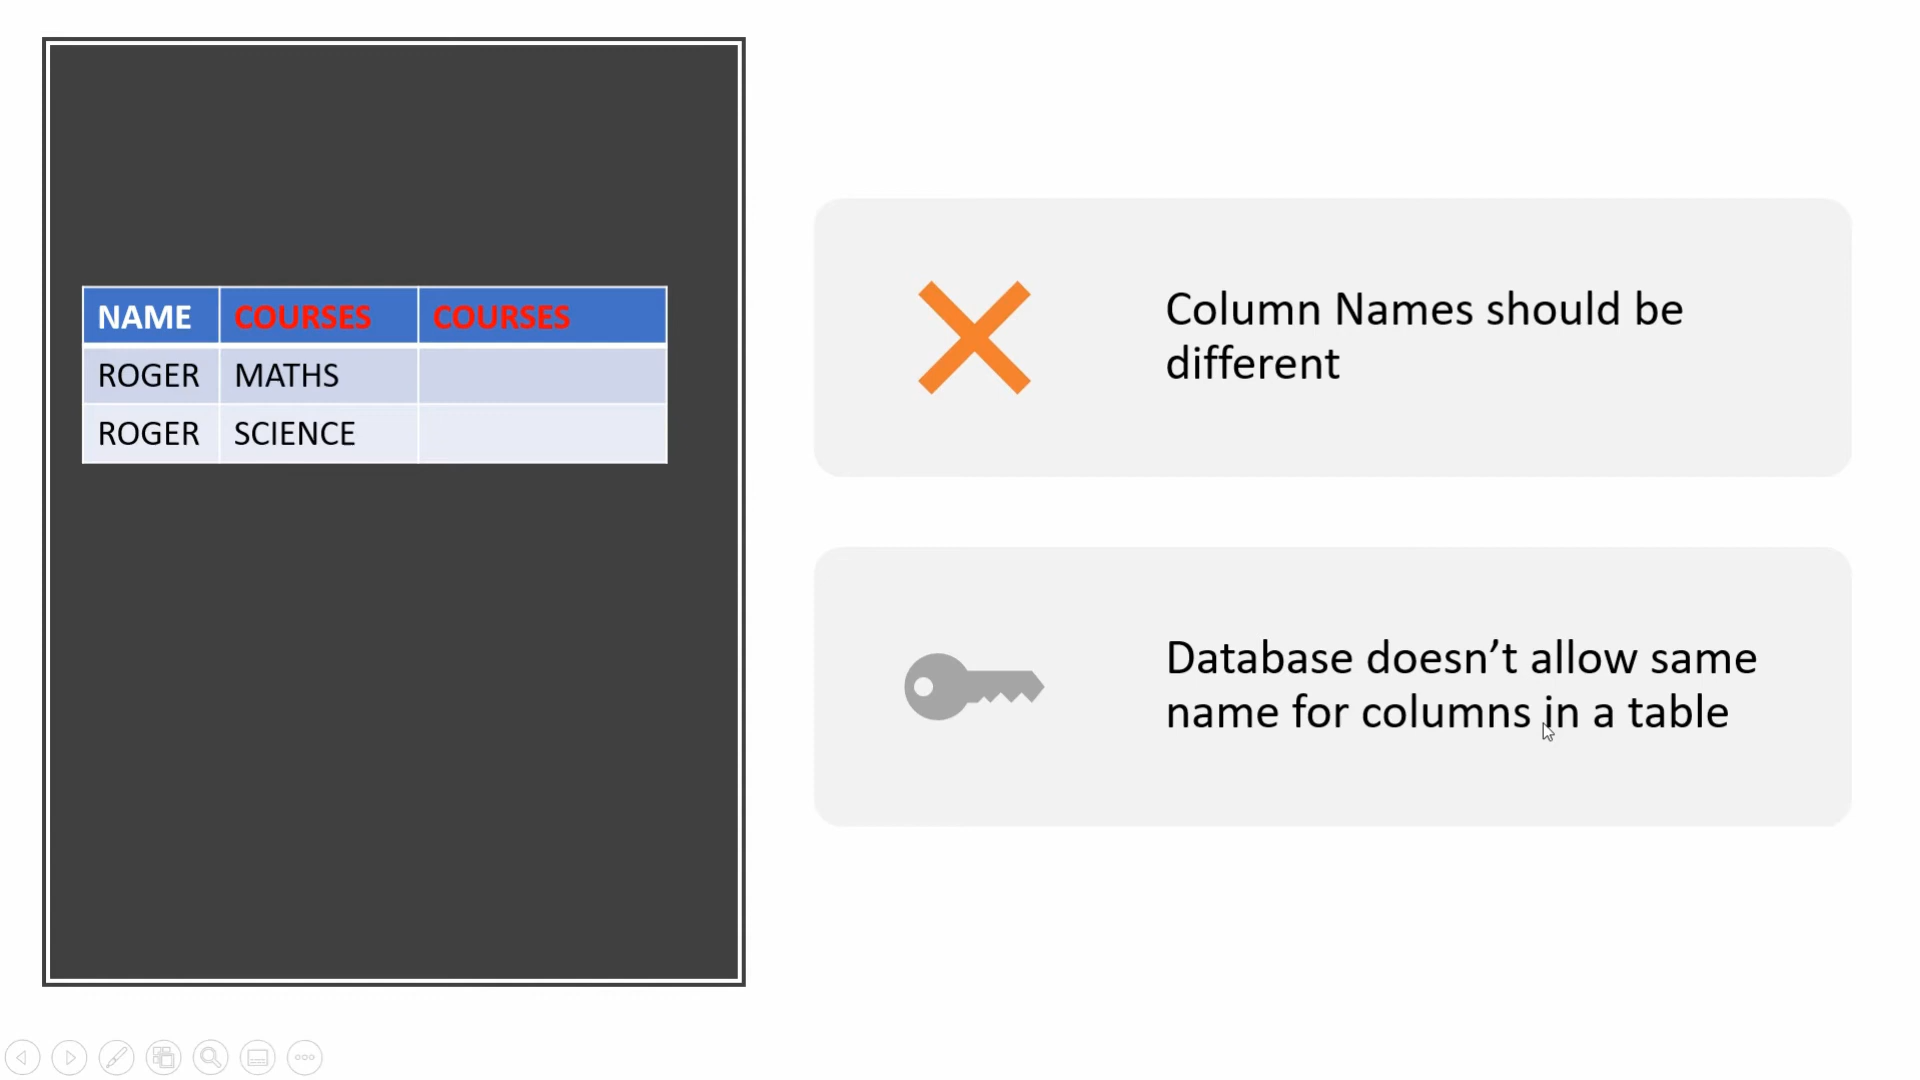 NAME COURSES COURSES
ROGER MATHS
ROGER SCIENCE
Column Names should be
different
Database doesn’t allow same
name for columns in a table